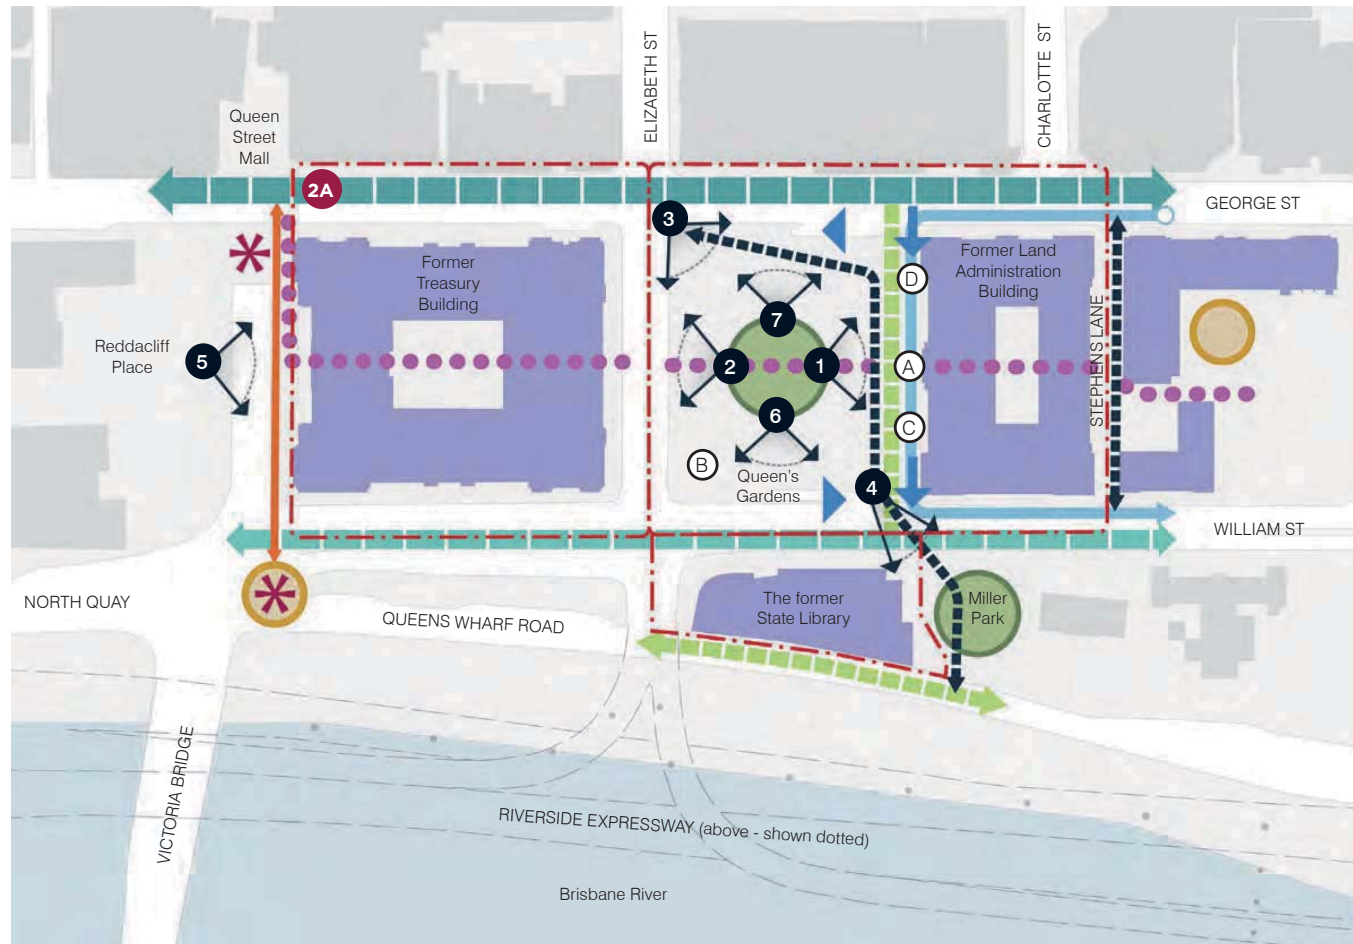 ELIZABETH ST
CHARLOTTE ST
Queen
Street
Mall
2A
GEORGE ST
3
Former
Treasury
Building
Former Land
Administration
Building
D
7
STEPHENS LANE
Reddacliff
Place
5
2
1
A
6
C
B
Queen's
Gardens
4
WILLIAM ST
NORTH QUAY
QUEENS WHARF ROAD
The former
State Library
Miller
Park
VICTORIA BRIDGE
RIVERSIDE EXPRESSWAY (above - shown dotted)
Brisbane River